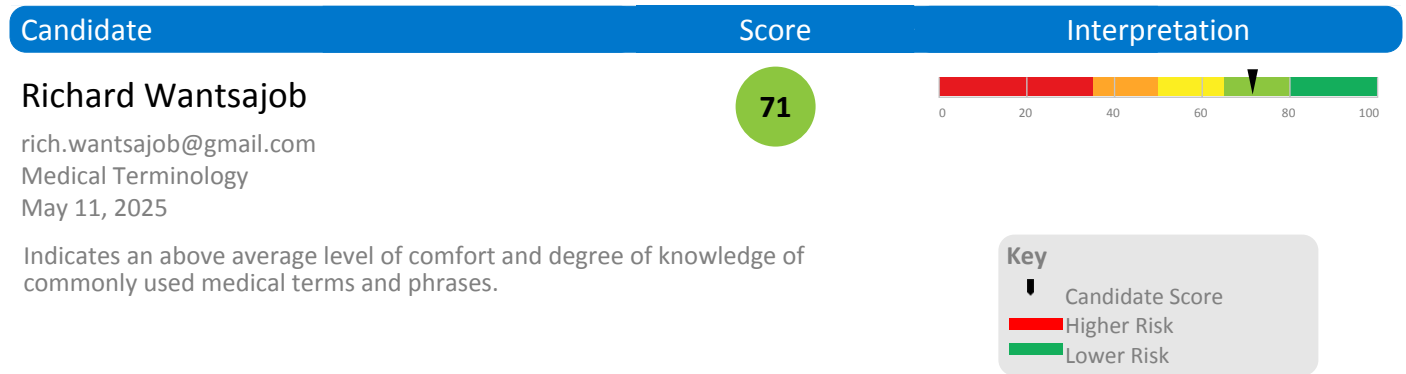 Candidate Score Interpretation
Richard Wantsajob
71
0 20 40 60 80 100
rich.wantsajob@gmail.com
Medical Terminology
May 11, 2025
Indicates an above average level of comfort and degree of knowledge of
commonly used medical terms and phrases.
Key
Candidate Score
Higher Risk
Lower Risk